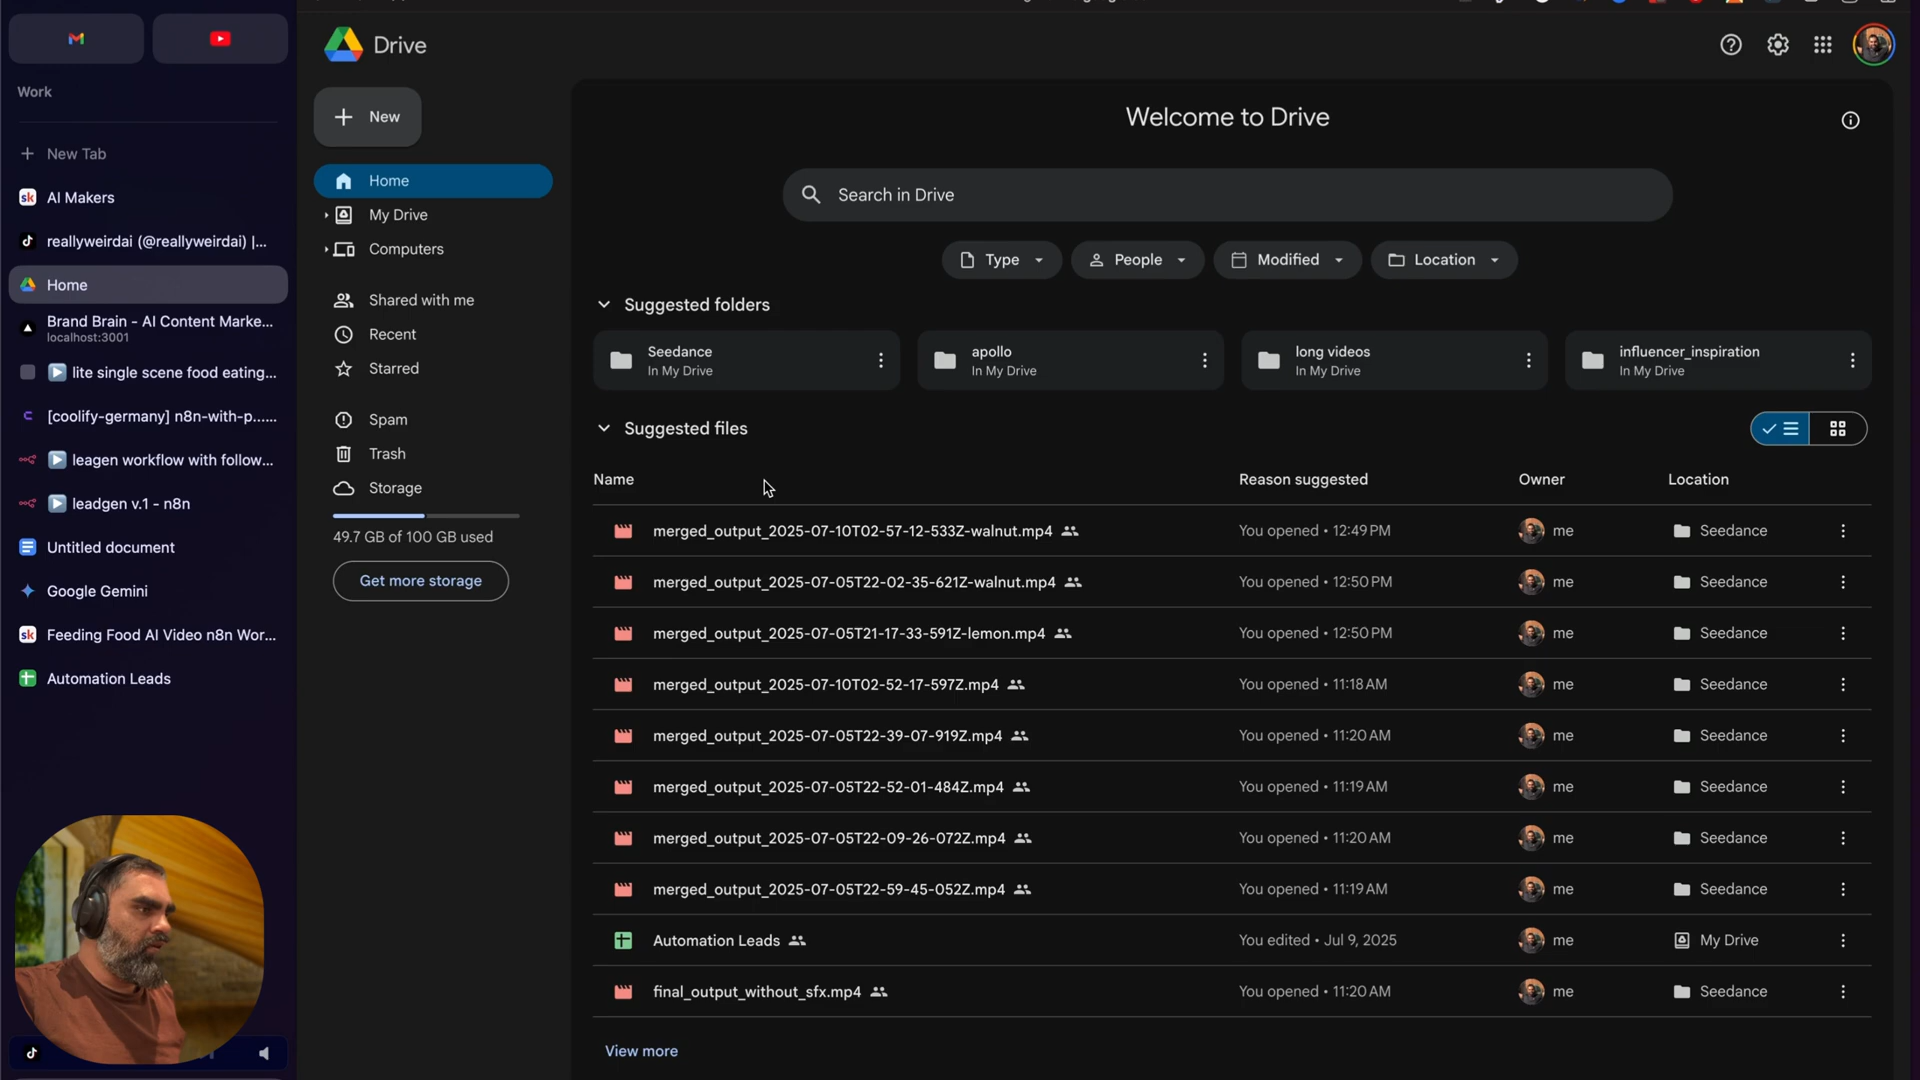 Work
New Tab
AI Makers
reallyweirdai (@reallyweirdai) |...
Home
Brand Brain - AI Content Marke...
localhost:3001
lite single scene food eating...
[coolify-germany] n8n-with-p......
leagen workflow with follow...
leadgen v.1 - n8n
Untitled document
Google Gemini
Feeding Food AI Video n8n Wor...
Automation Leads
Drive
New
Home
My Drive
Computers
Shared with me
Recent
Starred
Spam
Trash
Storage
49.7 GB of 100 GB used
Get more storage
Welcome to Drive
Search in Drive
Type People Modified Location
Suggested folders
Seedance
In My Drive
apollo
In My Drive
long videos
In My Drive
influencer_inspiration
In My Drive
Suggested files
Name Reason suggested Owner Location
merged_output_2025-07-10T02-57-12-533Z-walnut.mp4 You opened • 12:49 PM me Seedance
merged_output_2025-07-05T22-02-35-621Z-walnut.mp4 You opened • 12:50 PM me Seedance
merged_output_2025-07-05T21-17-33-591Z-lemon.mp4 You opened • 12:50 PM me Seedance
merged_output_2025-07-10T02-52-17-597Z.mp4 You opened • 11:18 AM me Seedance
merged_output_2025-07-05T22-39-07-919Z.mp4 You opened • 11:20 AM me Seedance
merged_output_2025-07-05T22-52-01-484Z.mp4 You opened • 11:19 AM me Seedance
merged_output_2025-07-05T22-09-26-072Z.mp4 You opened • 11:20 AM me Seedance
merged_output_2025-07-05T22-59-45-052Z.mp4 You opened • 11:19 AM me Seedance
Automation Leads You edited • Jul 9, 2025 me My Drive
final_output_without_sfx.mp4 You opened • 11:20 AM me Seedance
View more